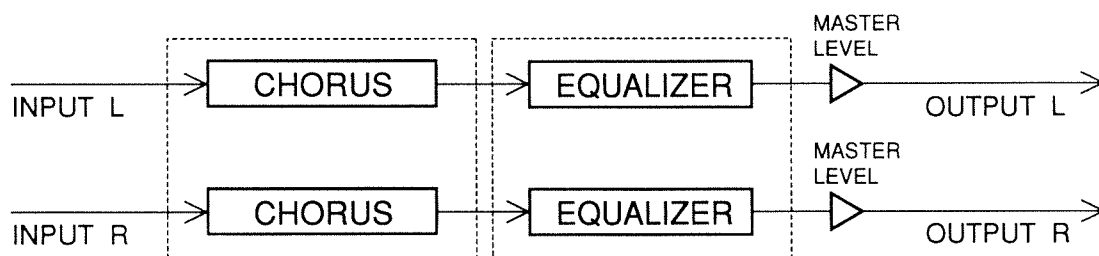 MASTER
LEVEL
CHORUS
EQUALIZER
INPUT L
OUTPUT L
MASTER
LEVEL
CHORUS
EQUALIZER
INPUT R
OUTPUT R